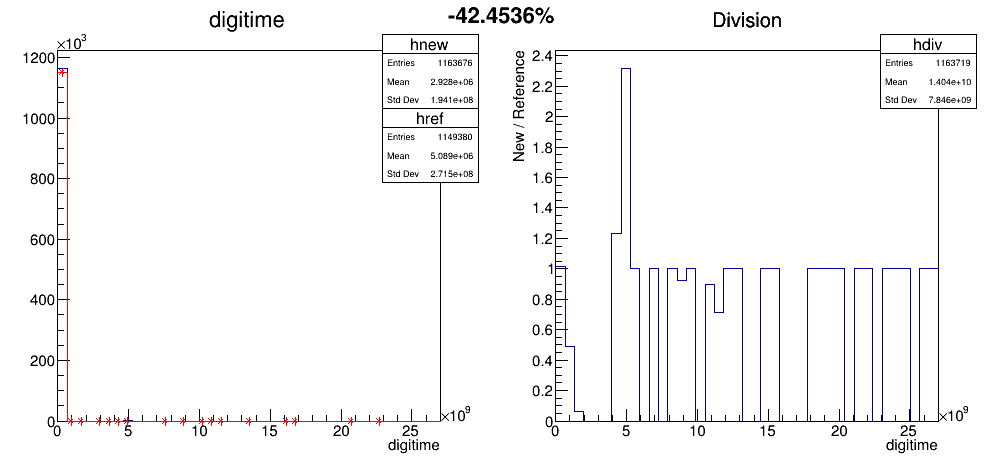 -42.4536%
digitime
×10³
hnew
Entries 1163676
Mean 2.928e+06
Std Dev 1.941e+08
href
Entries 1149380
Mean 5.089e+06
Std Dev 2.715e+08
1200
1000
800
600
400
200
0
0 5 10 15 20 25
×10⁹
digitime
Division
hdiv
Entries 1163719
Mean 1.404e+10
Std Dev 7.846e+09
New / Reference
2.4
2.2
2
1.8
1.6
1.4
1.2
1
0.8
0.6
0.4
0.2
0
0 5 10 15 20 25
×10⁹
digitime